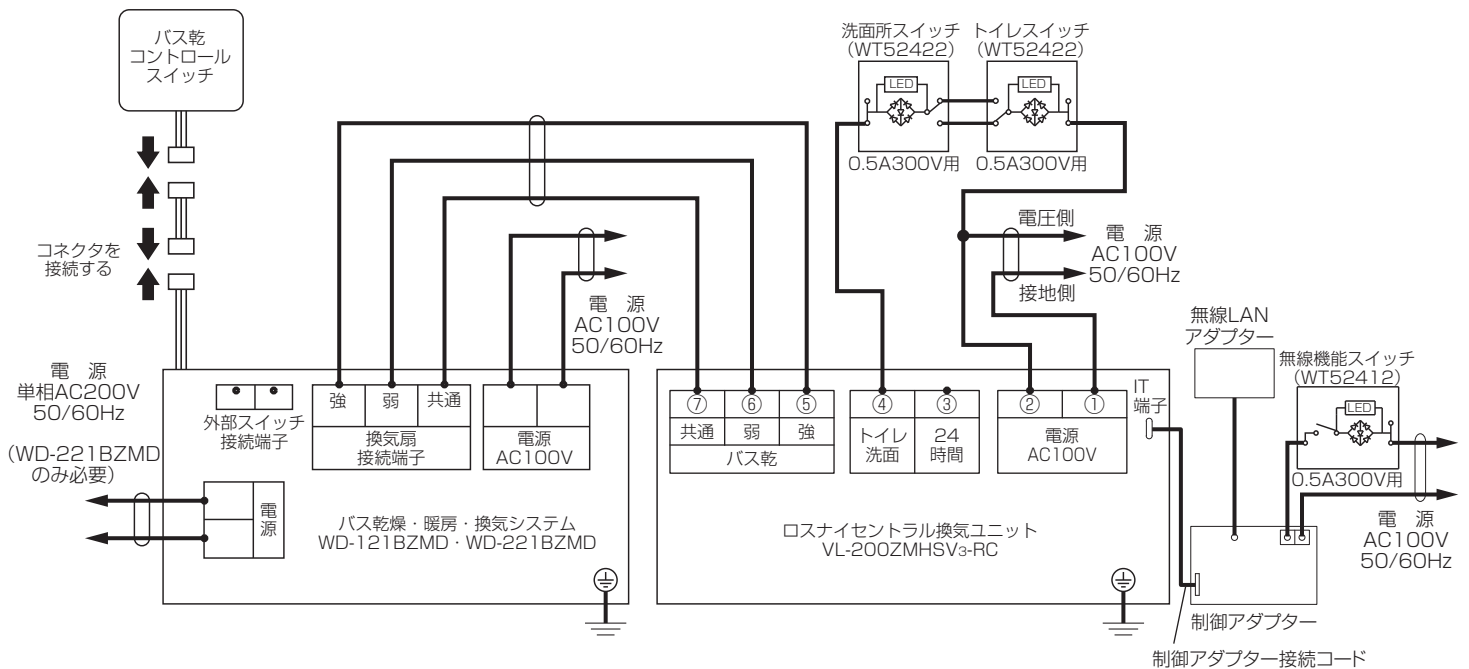 バス乾
コントロール
スイッチ
コネクタを
接続する
洗面所スイッチ
(WT52422)
トイレスイッチ
(WT52422)
LED
LED
0.5A300V用
0.5A300V用
電圧側
電 源
AC100V
50/60Hz
接地側
電 源
AC100V
50/60Hz
無線LAN
アダプター
無線機能スイッチ
(WT52412)
LED
0.5A300V用
電 源
AC100V
50/60Hz
電 源
単相AC200V
50/60Hz
(WD-221BZMD
のみ必要)
外部スイッチ
接続端子
強 弱 共通
換気扇
接続端子
電源
AC100V
電源
バス乾燥・暖房・換気システム
WD-121BZMD・WD-221BZMD
⑦ ⑥ ⑤
共通 弱 強
バス乾
④ ③
トイレ
洗面
24
時間
② ①
電源
AC100V
IT
端子
ロスナイセントラル換気ユニット
VL-200ZMHSV3-RC
制御アダプター
制御アダプター接続コード